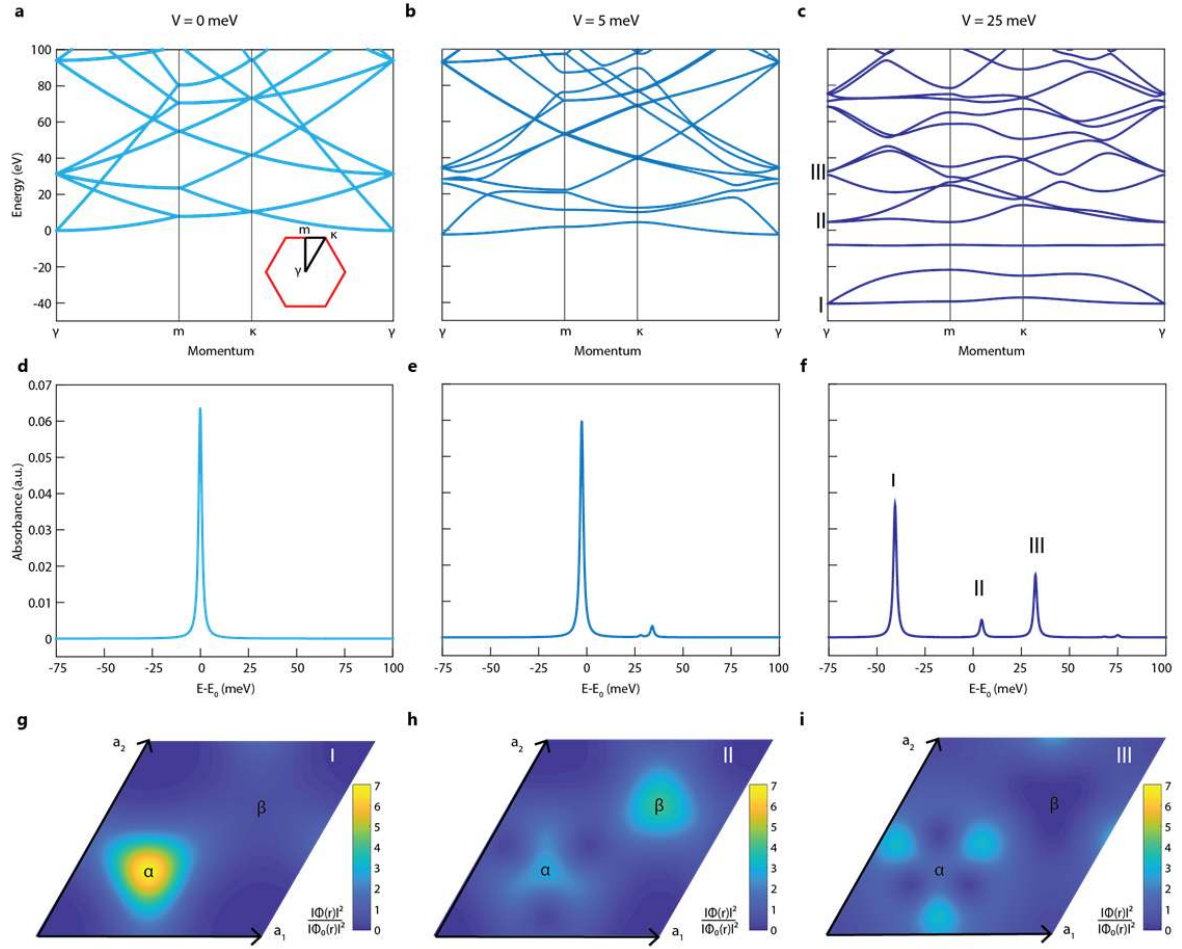 a
V = 0 meV
b
V = 5 meV
c
V = 25 meV
Energy (eV)
100
80
60
40
20
0
-20
-40
m
κ
γ
III
II
I
γ
m
κ
γ
γ
m
κ
γ
γ
m
κ
γ
Momentum
Momentum
Momentum
d
e
f
Absorbance (a.u.)
0.07
0.06
0.05
0.04
0.03
0.02
0.01
0
I
II
III
-75
-50
-25
0
25
50
75
100
-75
-50
-25
0
25
50
75
100
-75
-50
-25
0
25
50
75
100
E-E₀ (meV)
E-E₀ (meV)
E-E₀ (meV)
g
a₂
I
β
α
a₁
7
6
5
4
3
2
1
0
|Φ(r)|²
|Φ₀(r)|²
h
a₂
II
β
α
a₁
7
6
5
4
3
2
1
0
|Φ(r)|²
|Φ₀(r)|²
i
a₂
III
β
α
a₁
7
6
5
4
3
2
1
0
|Φ(r)|²
|Φ₀(r)|²